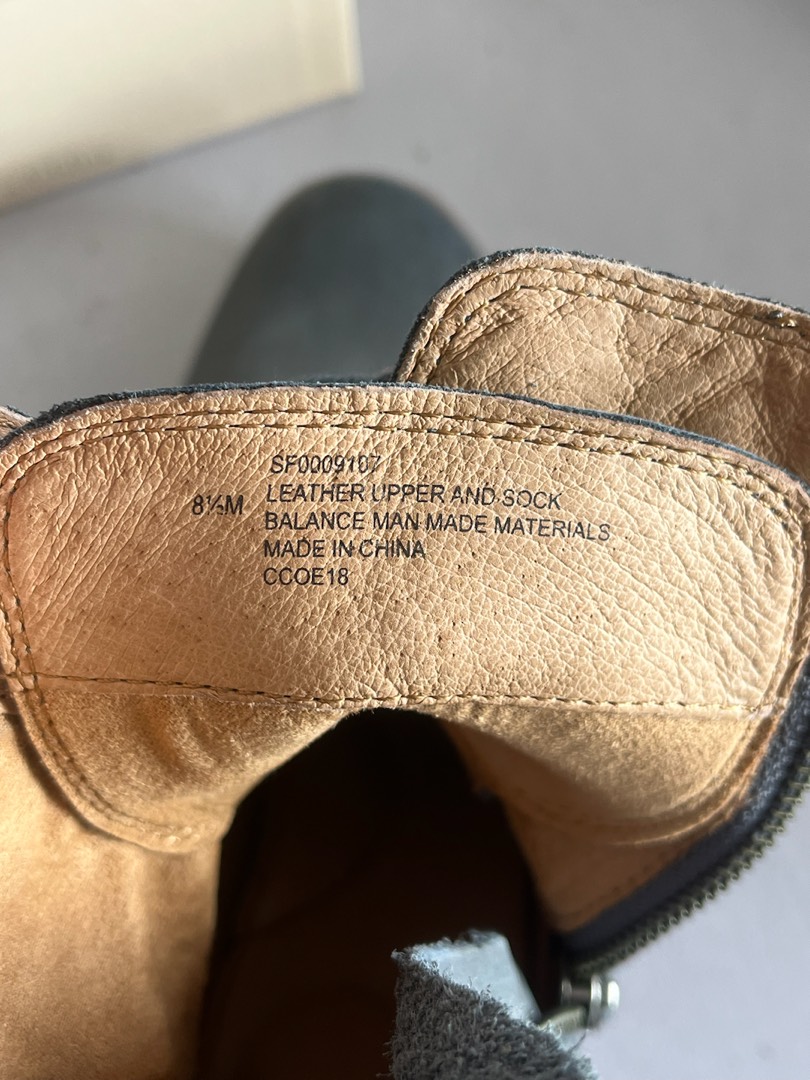 SF0009107
8½M
LEATHER UPPER AND SOCK
BALANCE MAN MADE MATERIALS
MADE IN CHINA
CCOE18